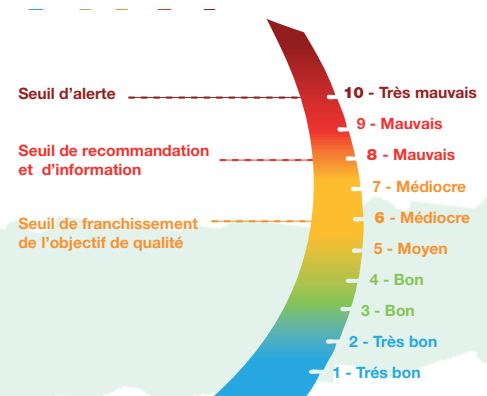 Seuil d'alerte
10 - Très mauvais
9 - Mauvais
Seuil de recommandation
et d'information
8 - Mauvais
7 - Médiocre
Seuil de franchissement
de l'objectif de qualité
6 - Médiocre
5 - Moyen
4 - Bon
3 - Bon
2 - Très bon
1 - Trés bon